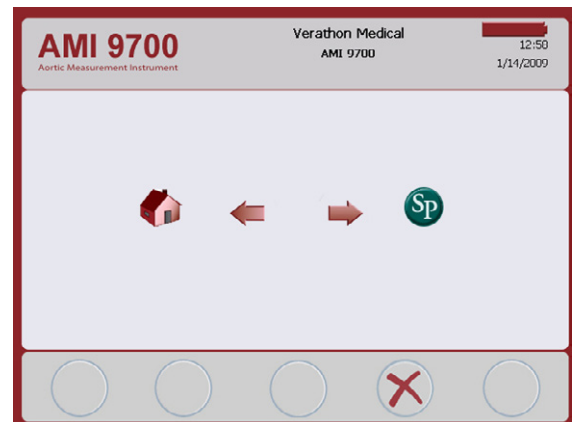 AMI 9700
Aortic Measurement Instrument
Verathon Medical
AMI 9700
12:50
1/14/2009
SP